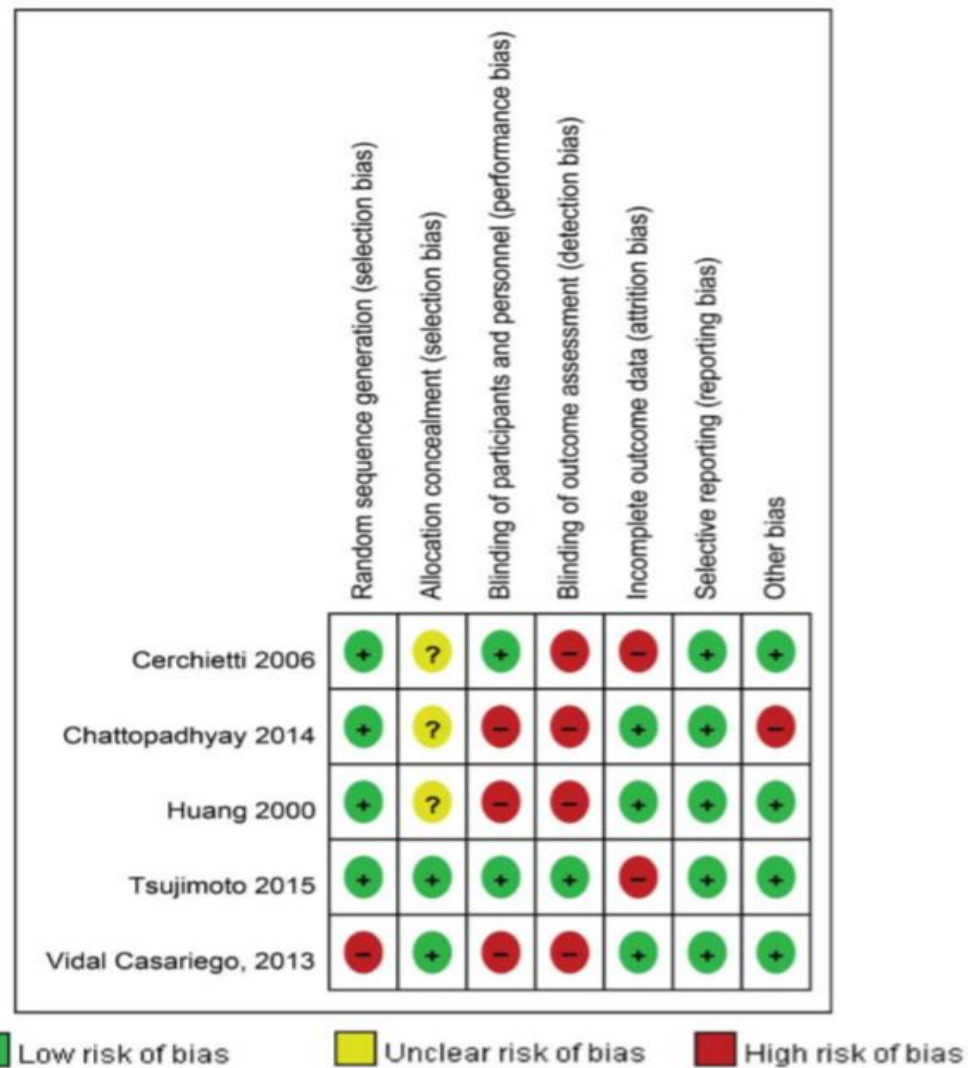 Random sequence generation (selection bias)
Allocation concealment (selection bias)
Blinding of participants and personnel (performance bias)
Blinding of outcome assessment (detection bias)
Incomplete outcome data (attrition bias)
Selective reporting (reporting bias)
Other bias
Cerchietti 2006 + ? + − − + +
Chattopadhyay 2014 + ? − − + + −
Huang 2000 + ? − − + + +
Tsujimoto 2015 + + + + − + +
Vidal Casariego, 2013 − + − − + + +
Low risk of bias Unclear risk of bias High risk of bias